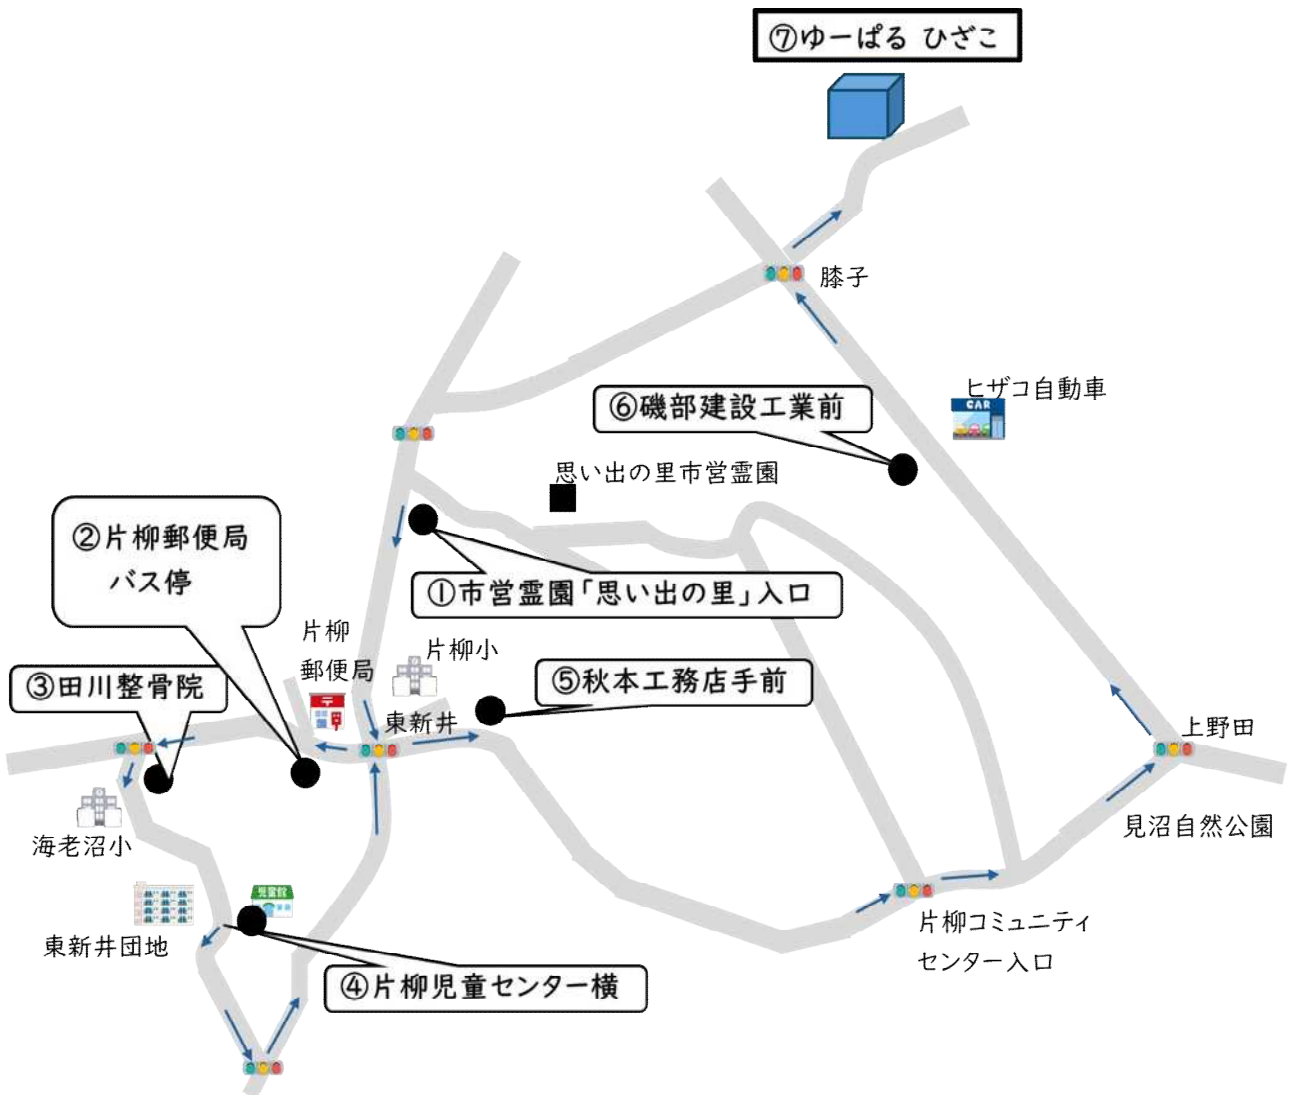 ⑦ゆーぱる ひざこ
膝子
ヒザコ自動車
CAR
⑥磯部建設工業前
思い出の里市営霊園
②片柳郵便局
バス停
①市営霊園「思い出の里」入口
片柳
郵便局
片柳小
③田川整骨院
⑤秋本工務店手前
東新井
上野田
海老沼小
見沼自然公園
児童館
東新井団地
片柳コミュニティ
センター入口
④片柳児童センター横